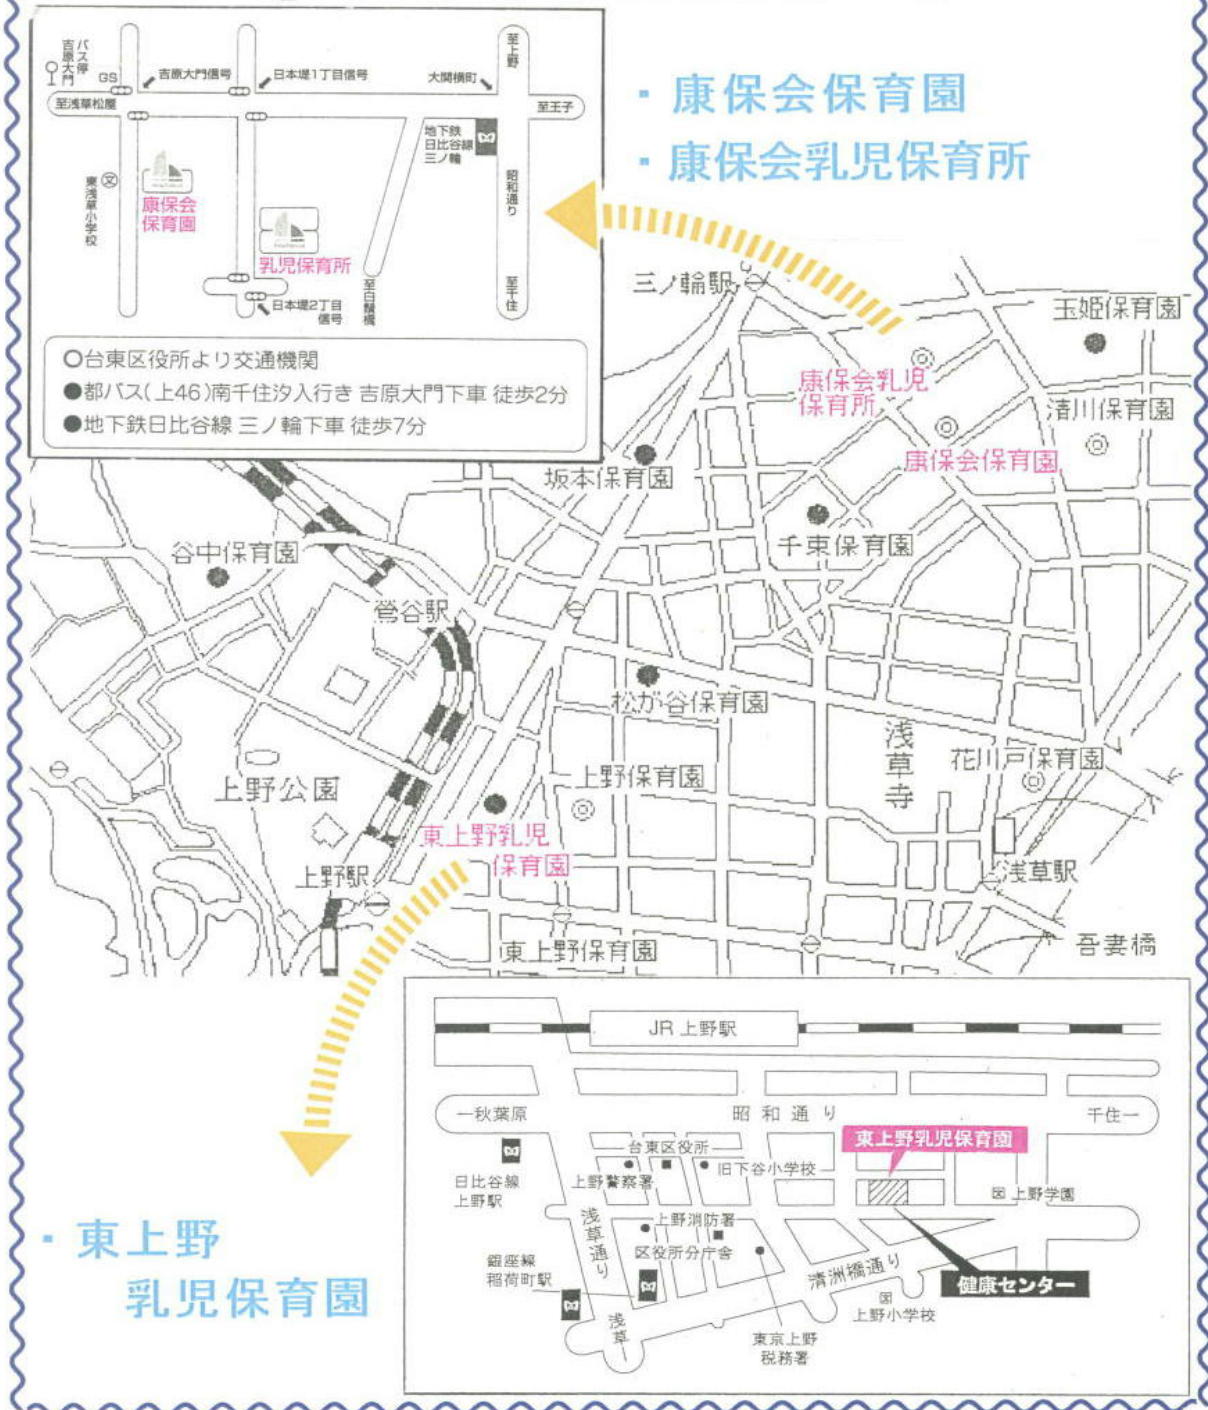 バス停
吉原大門
GS
吉原大門信号
日本堤1丁目信号
大関横町
至上野
至浅草松屋
至王子
地下鉄
日比谷線
三ノ輪
昭和通り
東浅草小学校
文
康保会
保育園
乳児保育所
至白鬚橋
至千住
日本堤2丁目
信号
○台東区役所より交通機関
●都バス(上46)南千住汐入行き 吉原大門下車 徒歩2分
●地下鉄日比谷線 三ノ輪下車 徒歩7分
・康保会保育園
・康保会乳児保育所
三ノ輪駅
玉姫保育園
康保会乳児
保育所
清川保育園
康保会保育園
坂本保育園
千束保育園
谷中保育園
鶯谷駅
松が谷保育園
浅草寺
花川戸保育園
上野保育園
上野公園
東上野乳児
保育園
上野駅
浅草駅
東上野保育園
吾妻橋
JR 上野駅
―秋葉原
昭和通り
千住―
東上野乳児保育園
台東区役所
日比谷線
上野駅
上野警察署
旧下谷小学校
上野学園
浅草通り
上野消防署
区役所分庁舎
銀座線
稲荷町駅
清洲橋通り
健康センター
上野小学校
浅草―
東京上野
税務署
・東上野
乳児保育園